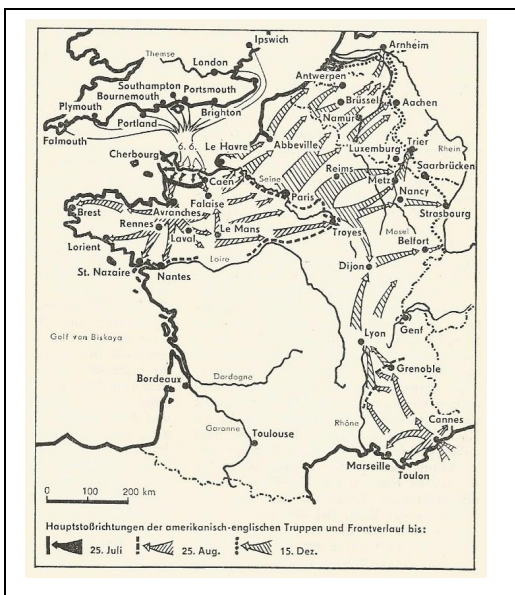 Ipswich
Themse
Arnheim
London
Antwerpen
Southampton
Portsmouth
Bournemouth
Brüssel
Aachen
Plymouth
Brighton
Namur
Portland
Rhein
Falmouth
6. 6.
Le Havre
Abbeville
Luxemburg
Trier
Cherbourg
Saarbrücken
Caen
Seine
Reims
Metz
Paris
Nancy
Falaise
Brest
Avranches
Strasbourg
Rennes
Le Mans
Troyes
Mosel
Laval
Lorient
Belfort
Loire
Dijon
St. Nazaire
Nantes
Golf von Biskaya
Lyon
Genf
Grenoble
Dordogne
Bordeaux
Rhône
Cannes
Garonne
Toulouse
Marseille
Toulon
0 100 200 km
Hauptstoßrichtungen der amerikanisch-englischen Truppen und Frontverlauf bis:
25. Juli 25. Aug. 15. Dez.